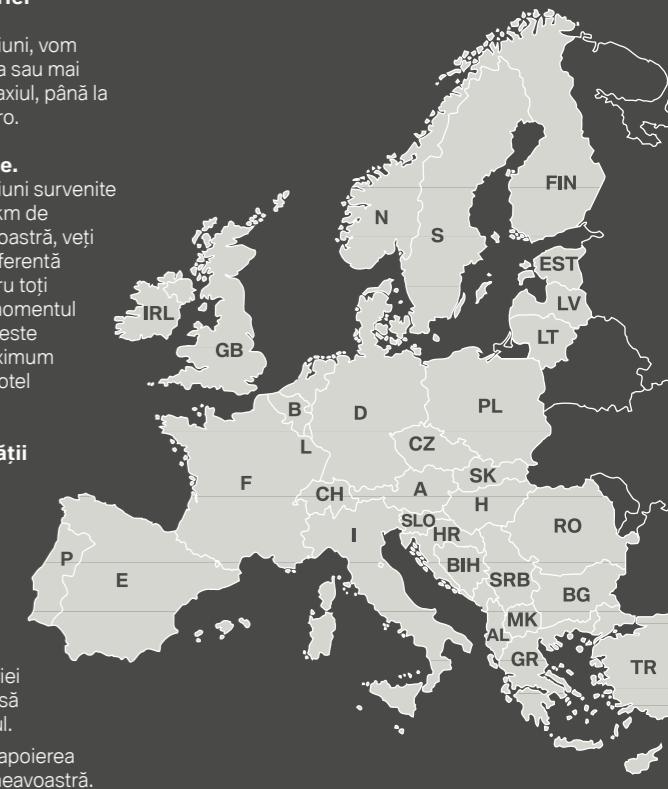 iuni, vom
a sau mai
axiul, până la
ro.
e.
iuni survenite
km de
oastră, veți
ferentă
ru toți
omentul
este
ximum
otel
ății
iei
să
ul.
apoierea
eavoastră.
FIN
N
S
EST
LV
LT
IRL
GB
B
D
PL
L
CZ
SK
F
CH
A
H
I
SLO
HR
RO
P
E
BIH
SRB
BG
MK
AL
GR
TR